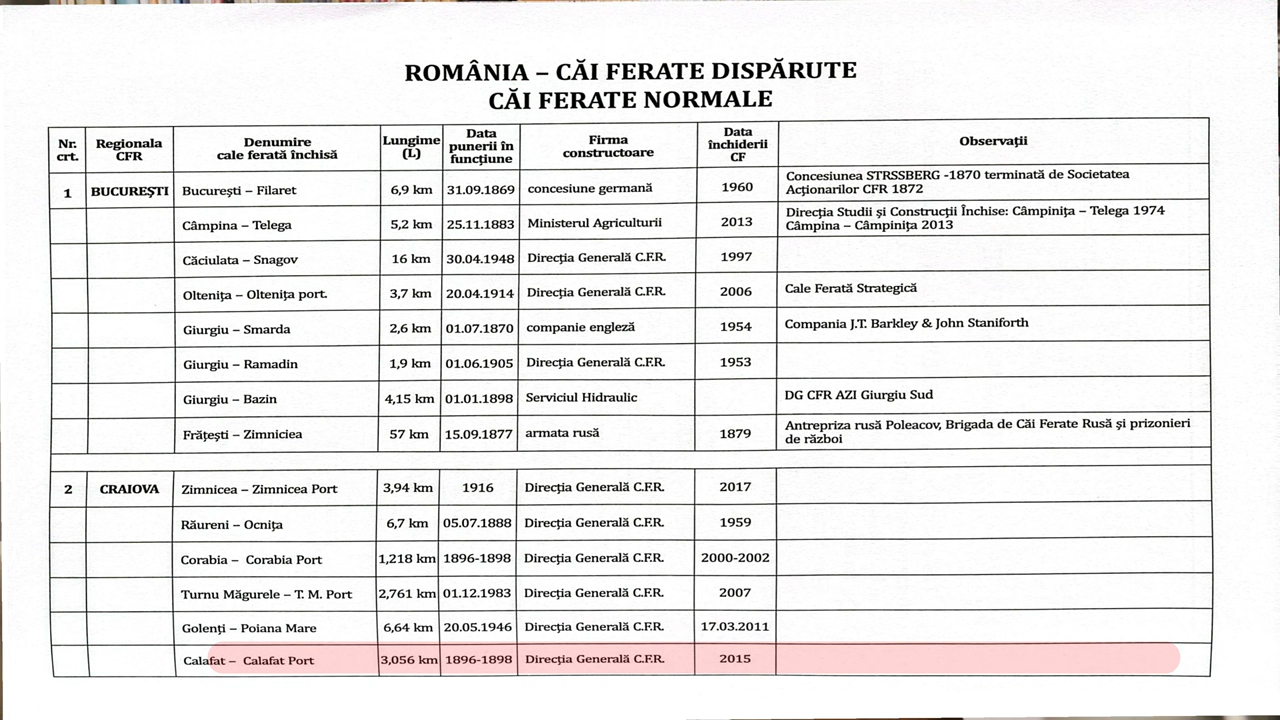 ROMÂNIA – CĂI FERATE DISPĂRUTE
CĂI FERATE NORMALE
Nr. crt. Regionala CFR Denumire cale ferată închisă Lungime (L) Data punerii în funcțiune Firma constructoare Data închiderii CF Observații
1 BUCUREȘTI București – Filaret 6,9 km 31.09.1869 concesiune germană 1960 Concesiunea STRSSBERG -1870 terminată de Societatea
Acționarilor CFR 1872
Câmpina – Telega 5,2 km 25.11.1883 Ministerul Agriculturii 2013 Direcția Studii și Construcții Închise: Câmpinița – Telega 1974
Câmpina – Câmpinița 2013
Căciulata – Snagov 16 km 30.04.1948 Direcția Generală C.F.R. 1997
Oltenița – Oltenița port. 3,7 km 20.04.1914 Direcția Generală C.F.R. 2006 Cale Ferată Strategică
Giurgiu – Smarda 2,6 km 01.07.1870 companie engleză 1954 Compania J.T. Barkley & John Staniforth
Giurgiu – Ramadin 1,9 km 01.06.1905 Direcția Generală C.F.R. 1953
Giurgiu – Bazin 4,15 km 01.01.1898 Serviciul Hidraulic DG CFR AZI Giurgiu Sud
Frățești – Zimniciea 57 km 15.09.1877 armata rusă 1879 Antrepriza rusă Poleacov, Brigada de Căi Ferate Rusă și prizonieri
de război
2 CRAIOVA Zimnicea – Zimnicea Port 3,94 km 1916 Direcția Generală C.F.R. 2017
Răureni – Ocnița 6,7 km 05.07.1888 Direcția Generală C.F.R. 1959
Corabia – Corabia Port 1,218 km 1896-1898 Direcția Generală C.F.R. 2000-2002
Turnu Măgurele – T. M. Port 2,761 km 01.12.1983 Direcția Generală C.F.R. 2007
Golenți – Poiana Mare 6,64 km 20.05.1946 Direcția Generală C.F.R. 17.03.2011
Calafat – Calafat Port 3,056 km 1896-1898 Direcția Generală C.F.R. 2015